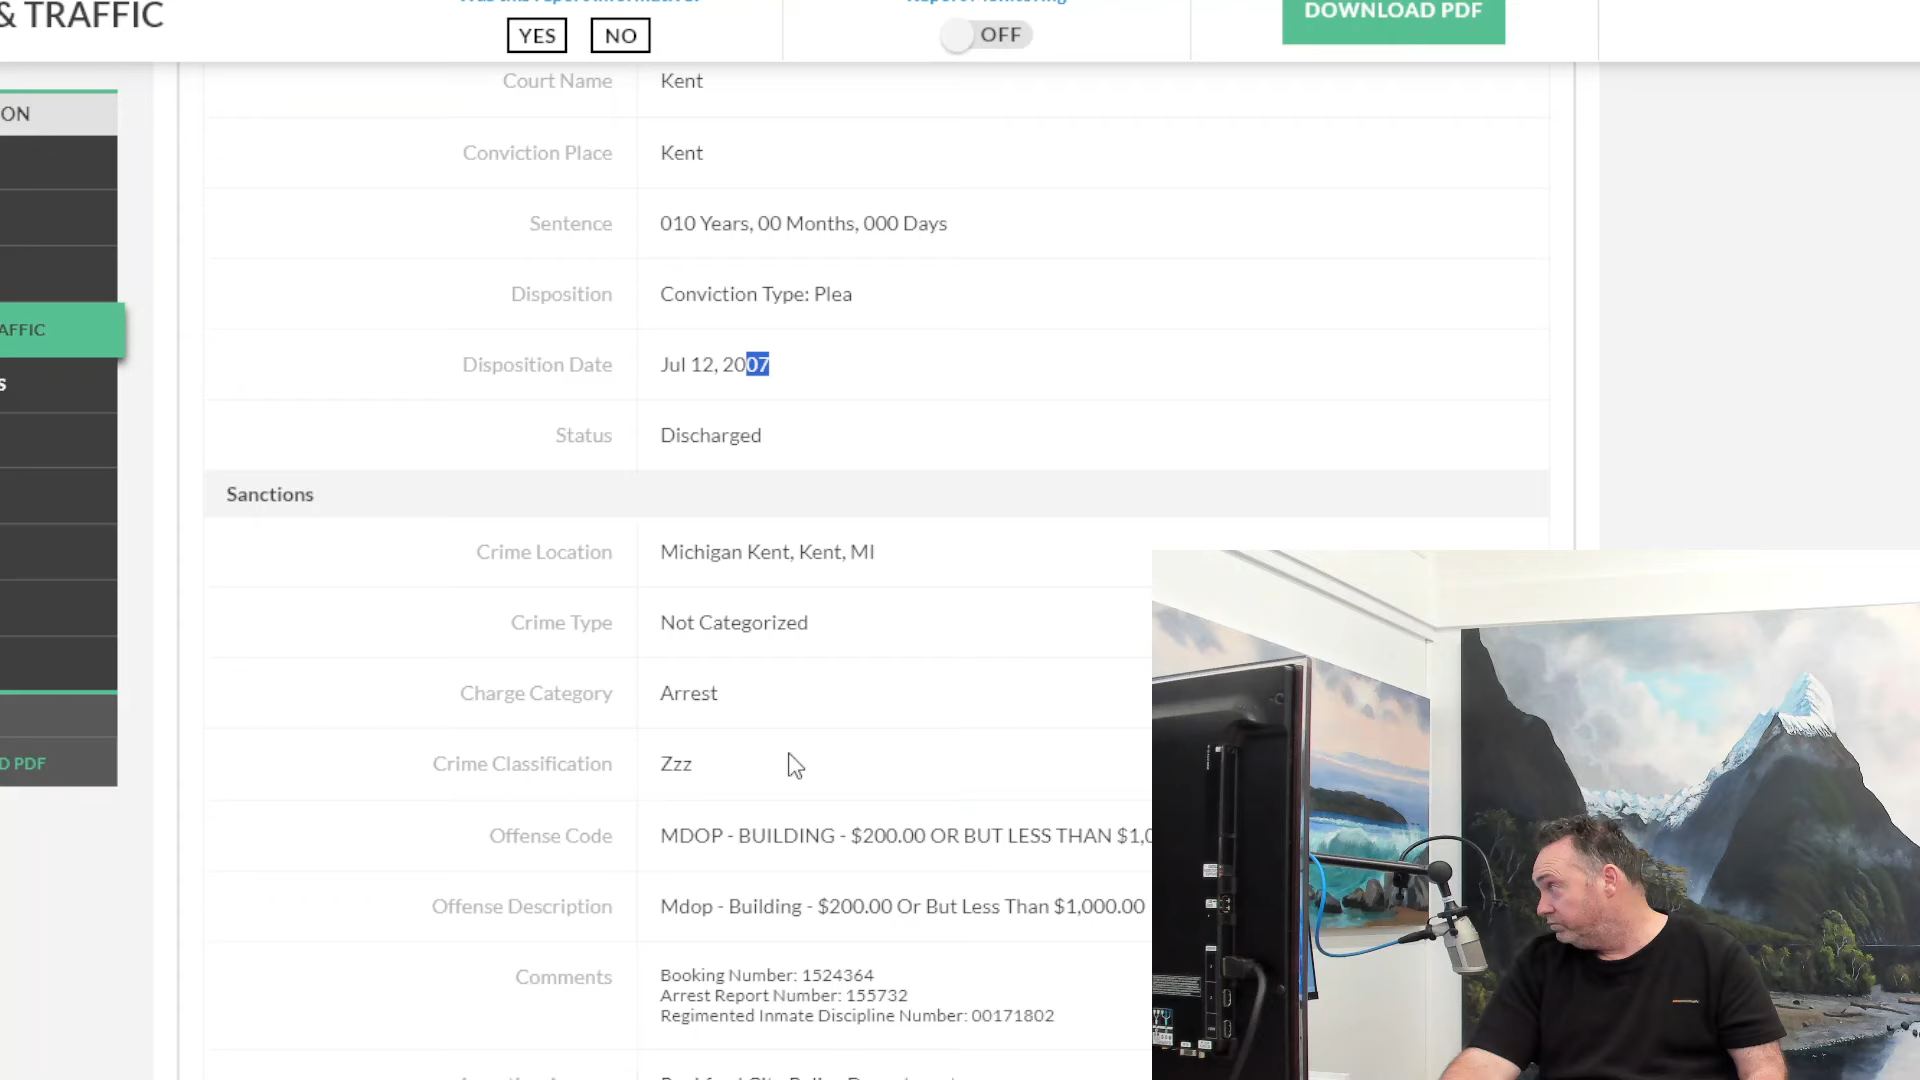 & TRAFFIC
YES
NO
OFF
DOWNLOAD PDF
ON
Court Name
Kent
Conviction Place
Kent
Sentence
010 Years, 00 Months, 000 Days
Disposition
Conviction Type: Plea
AFFIC
Disposition Date
Jul 12, 2007
S
Status
Discharged
Sanctions
Crime Location
Michigan Kent, Kent, MI
Crime Type
Not Categorized
Charge Category
Arrest
Crime Classification
Zzz
D PDF
Offense Code
MDOP - BUILDING - $200.00 OR BUT LESS THAN $1,0
Offense Description
Mdop - Building - $200.00 Or But Less Than $1,000.00
Comments
Booking Number: 1524364
Arrest Report Number: 155732
Regimented Inmate Discipline Number: 00171802